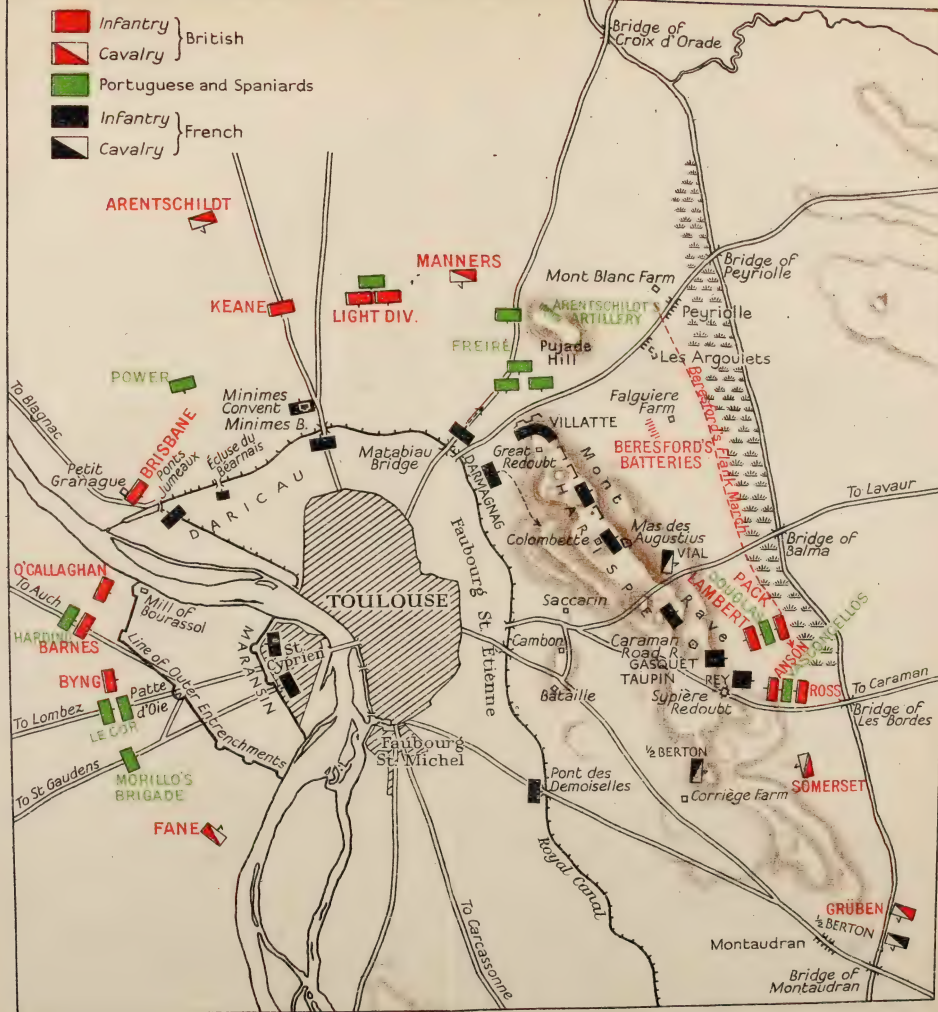 Infantry
Cavalry
British
Portuguese and Spaniards
Infantry
Cavalry
French
Bridge of
Croix d'Orade
ARENTSCHILDT
KEANE
LIGHT DIV.
MANNERS
Mont Blanc Farm
Bridge of
Peyriolle
ARENTSCHILDT'S
ARTILLERY
Peyriolle
FREIRÉ
Pujade
Hill
Les Argoulets
POWER
Minimes
Convent
Minimes B.
Falguiere
Farm
Beresford's Flank March
To Blagnac
BRISBANE
Ponts
Jumeaux
Écluse du
Béarnais
Petit
Granague
DARICAU
Matabiau
Bridge
DARMAGNAG
VILLATTE
Great
Redoubt
BERESFORD'S
BATTERIES
Mont
Rave
HARISPE
Colombette
Mas des
Augustius
VIAL
To Lavaur
Bridge of
Balma
O'CALLAGHAN
To Auch
HARDING
BARNES
Mill of
Bourassol
TOULOUSE
Faubourg St. Etienne
Saccarin
DOUGLAS
PACK
LAMBERT
VASCONCELLOS
Line of Outer Entrenchments
MARANSIN
St.
Cyprien
Cambon
Caraman
Road R.
GASQUET
TAUPIN
REY
ANSON
ROSS
To Caraman
BYNG
Patte
d'Oie
To Lombez
LE COR
Bataille
Sypière
Redoubt
Bridge of
Les Bordes
To St Gaudens
MORILLO'S
BRIGADE
Faubourg
St. Michel
½ BERTON
SOMERSET
Corriège Farm
Pont des
Demoiselles
FANE
Royal Canal
To Carcassonne
GRÜBEN
½ BERTON
Montaudran
Bridge of
Montaudran